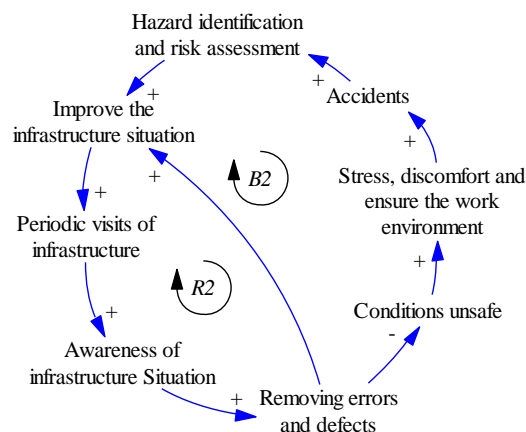 Hazard identification
and risk assessment
+
+
Accidents
Improve the
infrastructure situation
+
+
B2
Stress, discomfort and
ensure the work
environment
+
Periodic visits of
infrastructure
+
R2
Conditions unsafe
-
+
Awareness of
infrastructure Situation
+
Removing errors
and defects